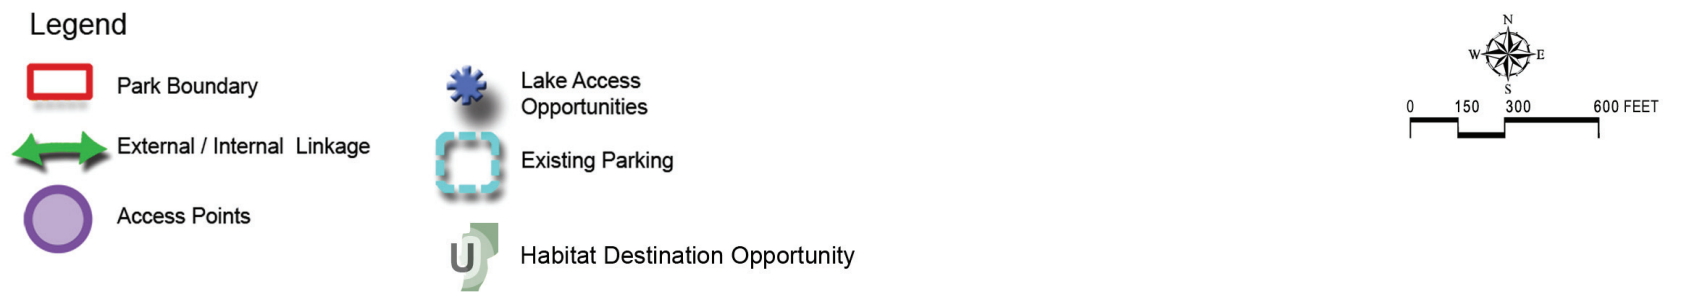 Legend
Park Boundary
External / Internal Linkage
Access Points
Lake Access
Opportunities
Existing Parking
U
Habitat Destination Opportunity
N
W E
S
0 150 300 600 FEET